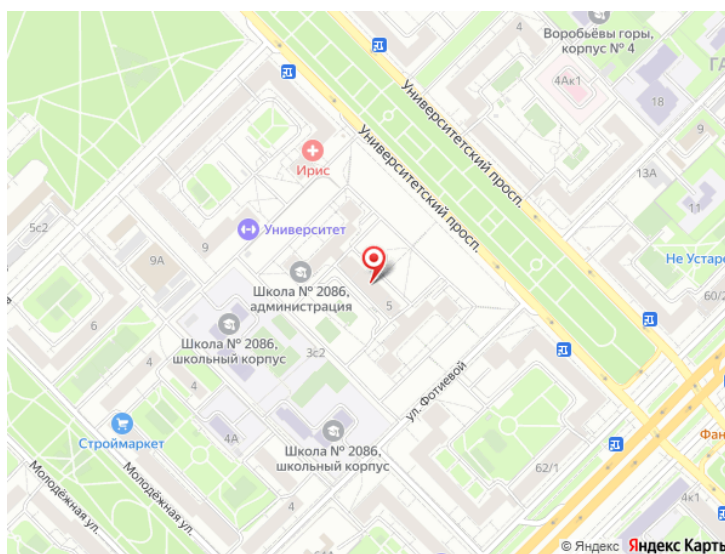 Воробьёвы горы,
корпус № 4
ГА
4Ак1
18
9
Университетский просп.
Университетский просп.
Ирис
13А
11
5с2
Университет
9
9А
Не Устаре
60/2
Школа № 2086,
администрация
5
6
Школа № 2086,
школьный корпус
3с2
4
4
ул. Фотиевой
Строймаркет
4А
Школа № 2086,
школьный корпус
Фан
62/1
Молодёжная ул.
Молодёжная ул.
4
4к1
© Яндекс Яндекс Карты